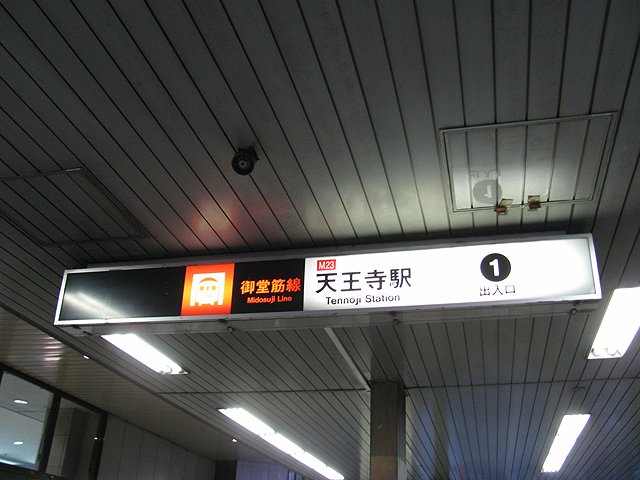 御堂筋線
Midosuji Line
M23
天王寺駅
Tennoji Station
1
出入口